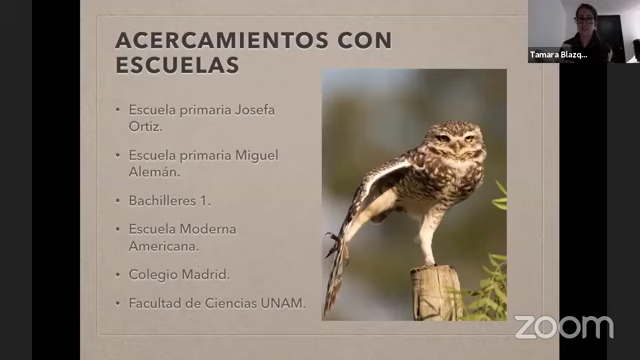 ACERCAMIENTOS CON
ESCUELAS
• Escuela primaria Josefa
Ortiz.
• Escuela primaria Miguel
Alemán.
• Bachilleres 1.
• Escuela Moderna
Americana.
• Colegio Madrid.
• Facultad de Ciencias UNAM.
Tamara Blazq...
zoom